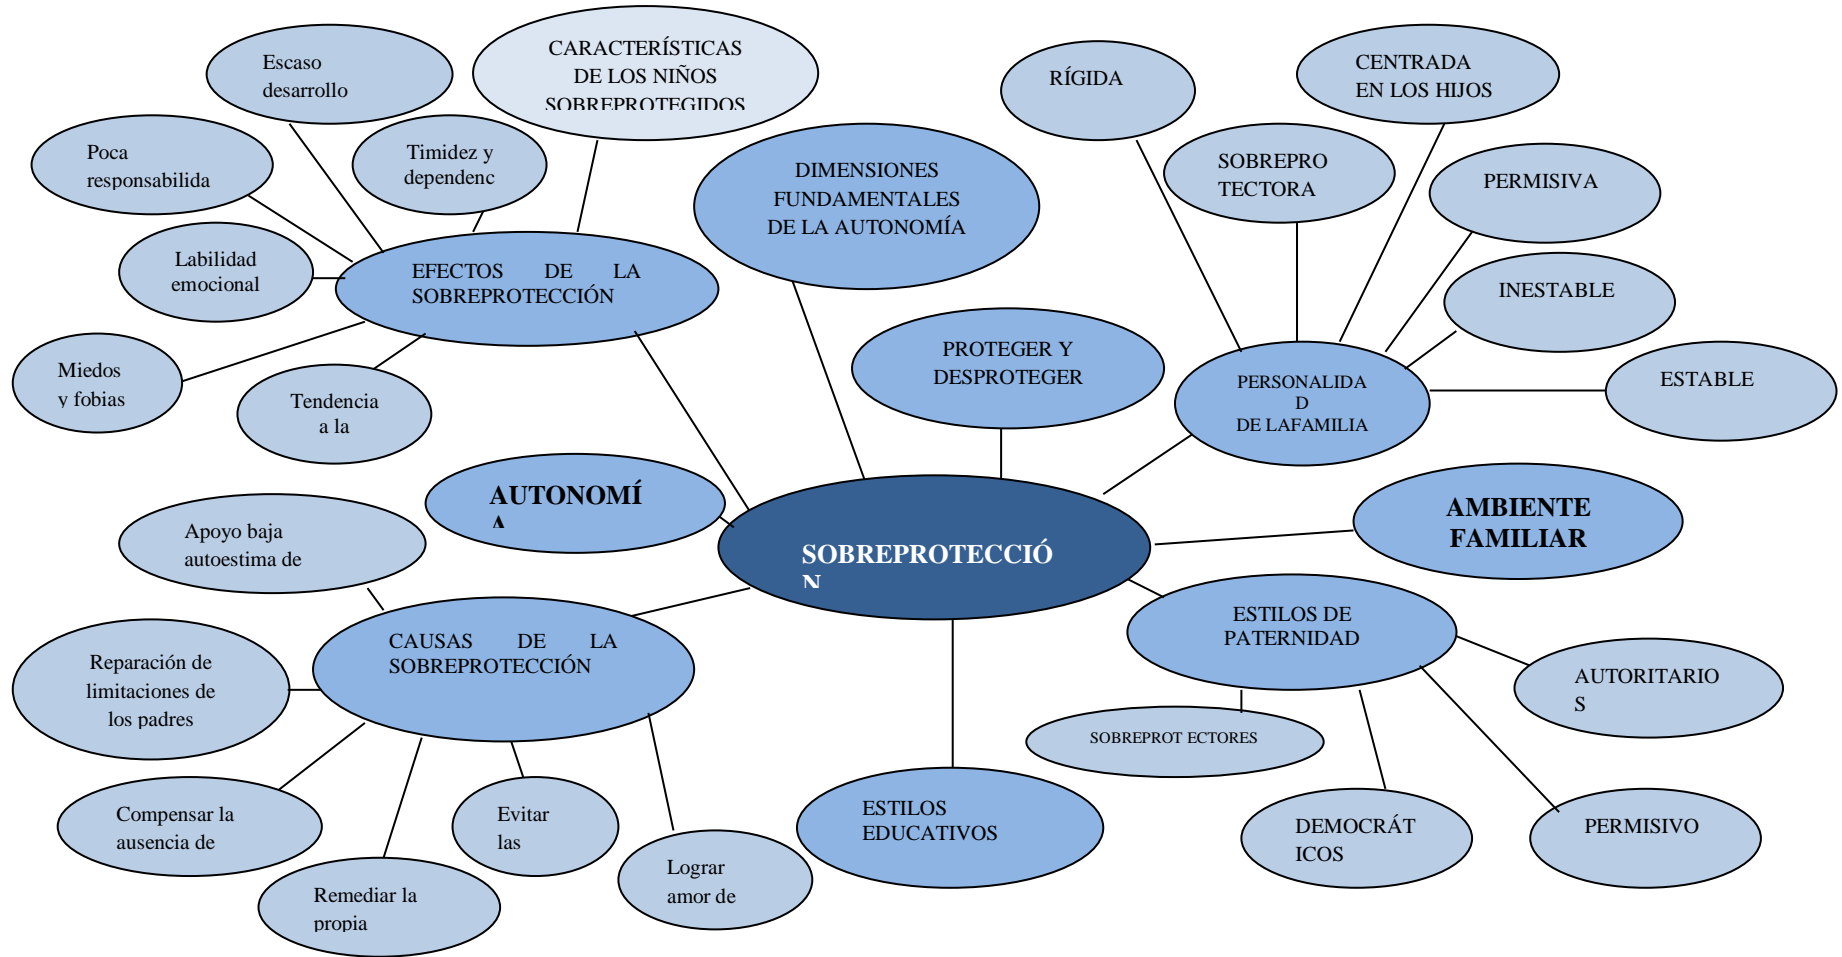 CARACTERÍSTICAS
DE LOS NIÑOS
SOBREPROTEGIDOS
Escaso
desarrollo
Poca
responsabilida
Timidez y
dependenc
Labilidad
emocional
EFECTOS DE LA
SOBREPROTECCIÓN
Miedos
y fobias
Tendencia
a la
DIMENSIONES
FUNDAMENTALES
DE LA AUTONOMÍA
PROTEGER Y
DESPROTEGER
RÍGIDA
CENTRADA
EN LOS HIJOS
SOBREPRO
TECTORA
PERMISIVA
INESTABLE
ESTABLE
PERSONALIDA
D
DE LAFAMILIA
AUTONOMÍ
A
SOBREPROTECCIÓ
N
AMBIENTE
FAMILIAR
Apoyo baja
autoestima de
CAUSAS DE LA
SOBREPROTECCIÓN
Reparación de
limitaciones de
los padres
Compensar la
ausencia de
Remediar la
propia
Evitar
las
Lograr
amor de
ESTILOS
EDUCATIVOS
ESTILOS DE
PATERNIDAD
AUTORITARIO
S
SOBREPROT ECTORES
DEMOCRÁT
ICOS
PERMISIVO